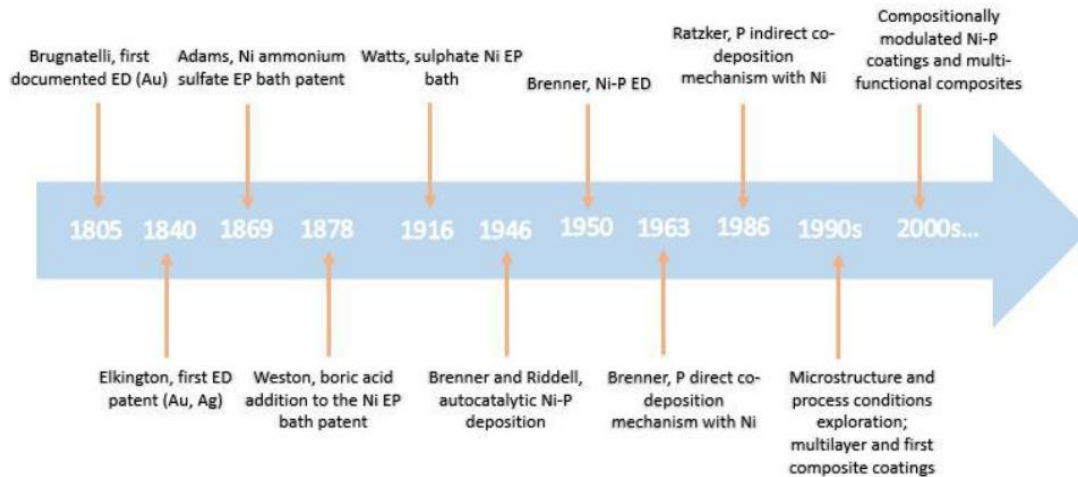 Brugnatelli, first
documented ED (Au)
Adams, Ni ammonium
sulfate EP bath patent
Watts, sulphate Ni EP
bath
Brenner, Ni-P ED
Ratzker, P indirect co-
deposition
mechanism with Ni
Compositionally
modulated Ni-P
coatings and multi-
functional composites
1805 1840 1869 1878 1916 1946 1950 1963 1986 1990s 2000s...
Elkington, first ED
patent (Au, Ag)
Weston, boric acid
addition to the Ni EP
bath patent
Brenner and Riddell,
autocatalytic Ni-P
deposition
Brenner, P direct co-
deposition
mechanism with Ni
Microstructure and
process conditions
exploration;
multilayer and first
composite coatings